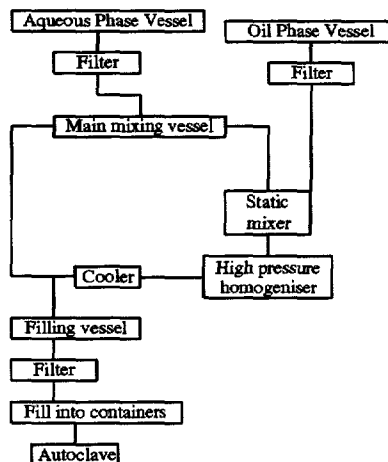 Aqueous Phase Vessel
Oil Phase Vessel
Filter
Filter
Main mixing vessel
Static
mixer
High pressure
homogeniser
Cooler
Filling vessel
Filter
Fill into containers
Autoclave